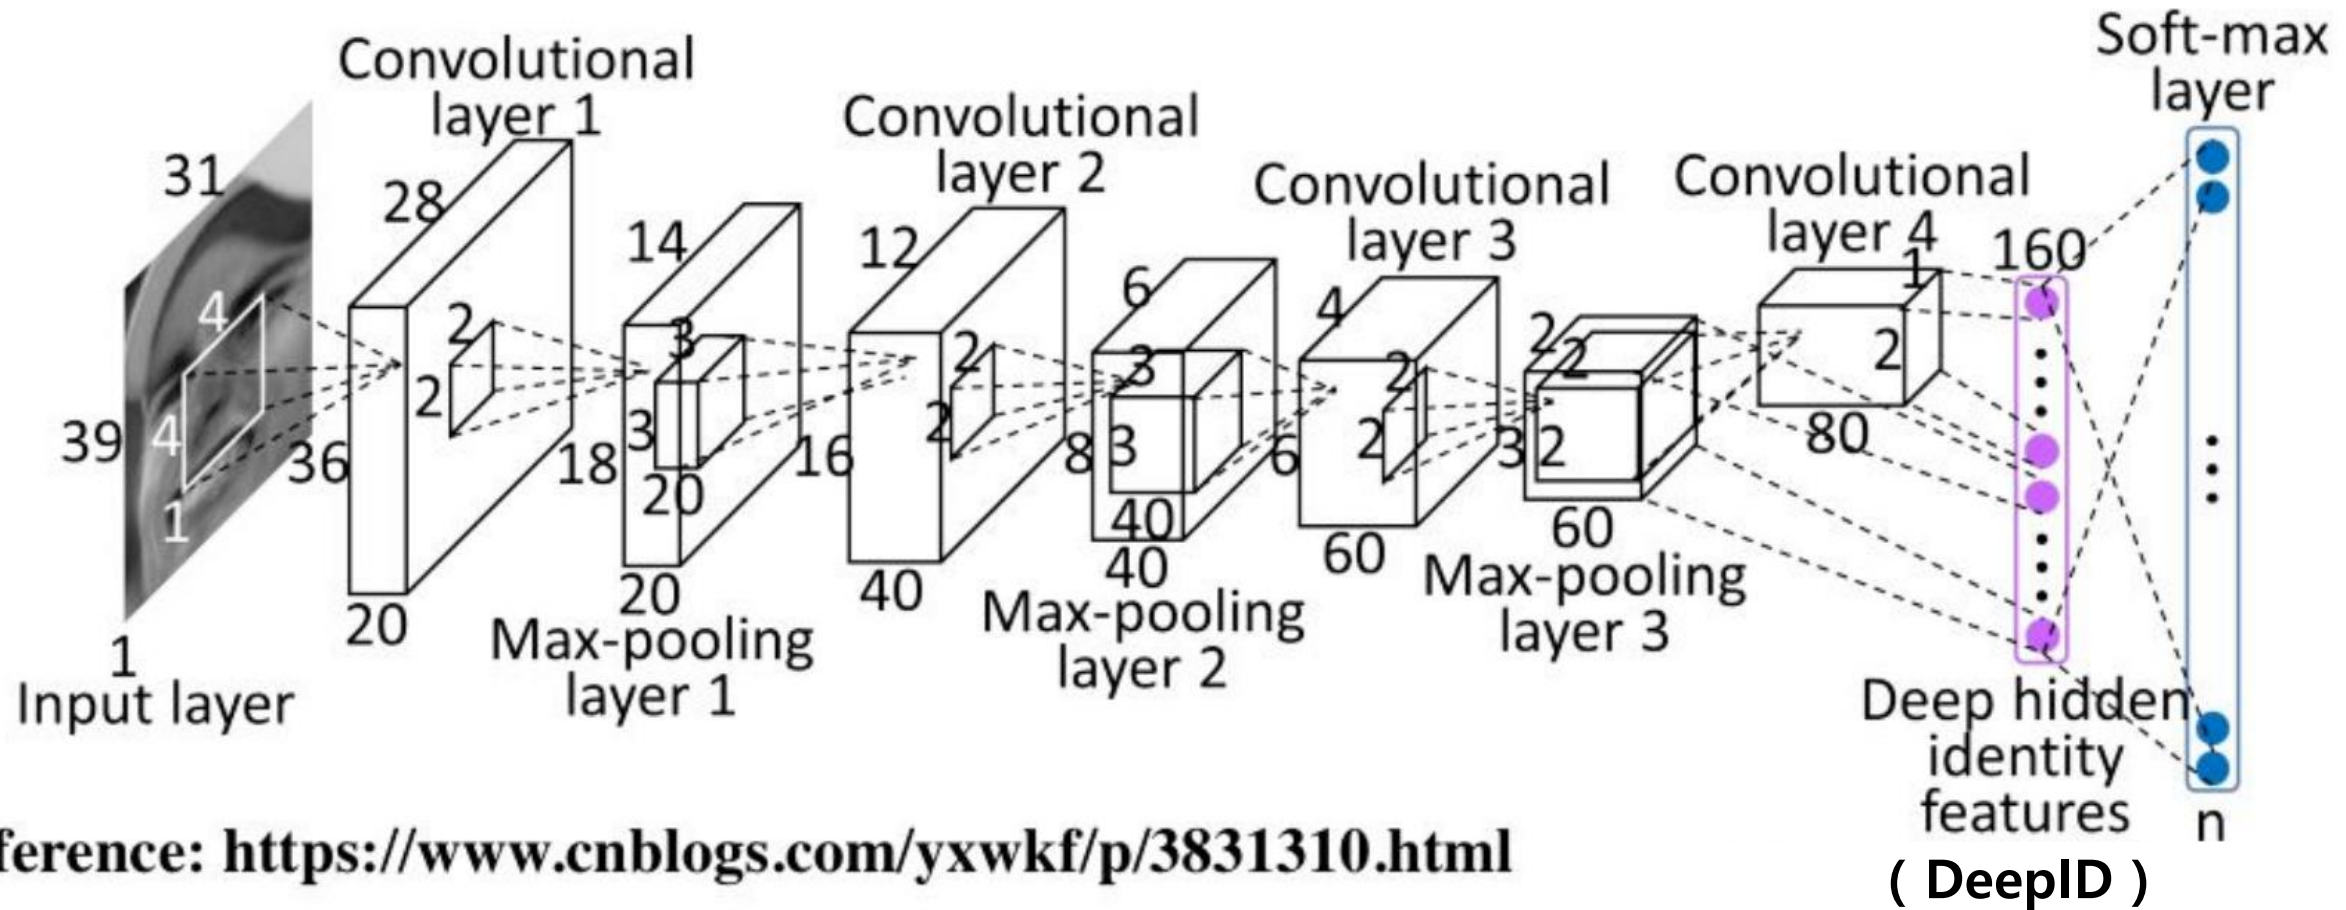 Convolutional
layer 1
31
28
4
4
1
39
36
1
Input layer
2
2
20
14
3
3
20
18
20
Max-pooling
layer 1
Convolutional
layer 2
12
2
2
16
40
6
3
3
40
8
40
Max-pooling
layer 2
Convolutional
layer 3
4
2
2
6
60
2
2
3
2
60
Max-pooling
layer 3
Convolutional
layer 4
1
2
80
160
Deep hidden
identity
features
( DeepID )
Soft-max
layer
n
ference: https://www.cnblogs.com/yxwkf/p/3831310.html